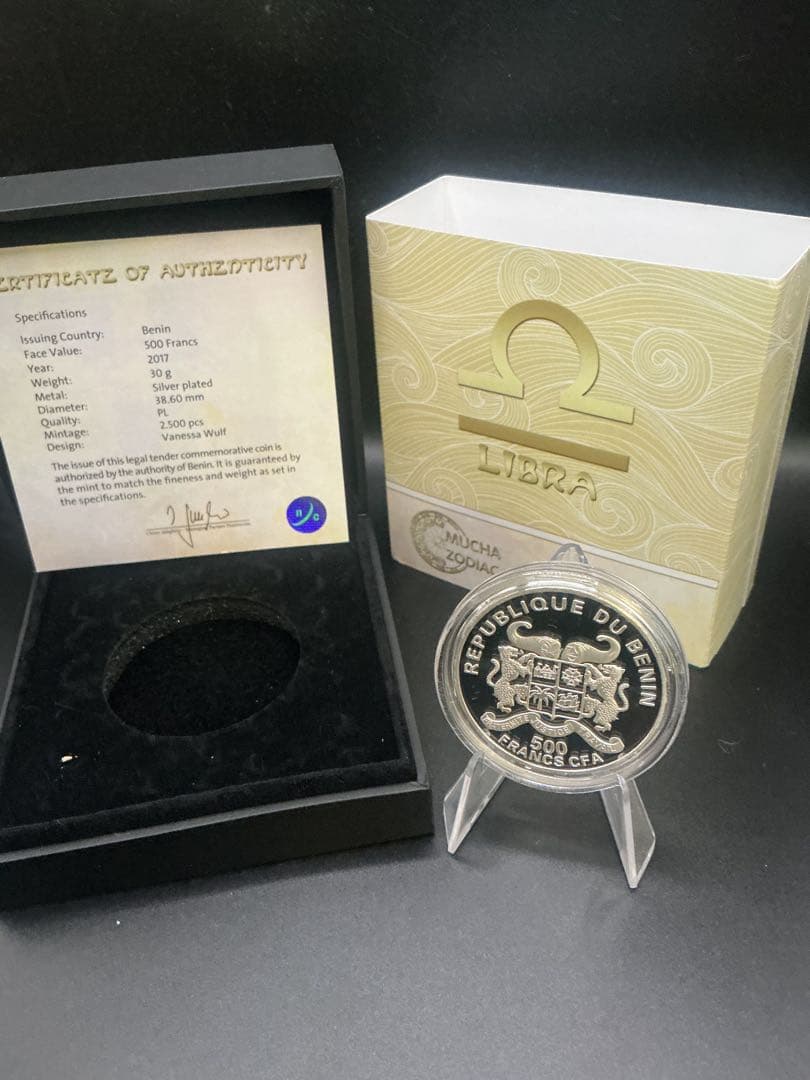 CERTIFICATE OF AUTHENTICITY
Specifications
Issuing Country: Benin
Face Value: 500 Francs
Year: 2017
Weight: 30 g
Metal: Silver plated
Diameter: 38.60 mm
Quality: PL
Mintage: 2.500 pcs
Design: Vanessa Wulf
The issue of this legal tender commemorative coin is
authorized by the authority of Benin. It is guaranteed by
the mint to match the fineness and weight as set in
the specifications.
n c
LIBRA
MUCHA
ZODIAC
REPUBLIQUE DU BENIN
500
FRANCS CFA